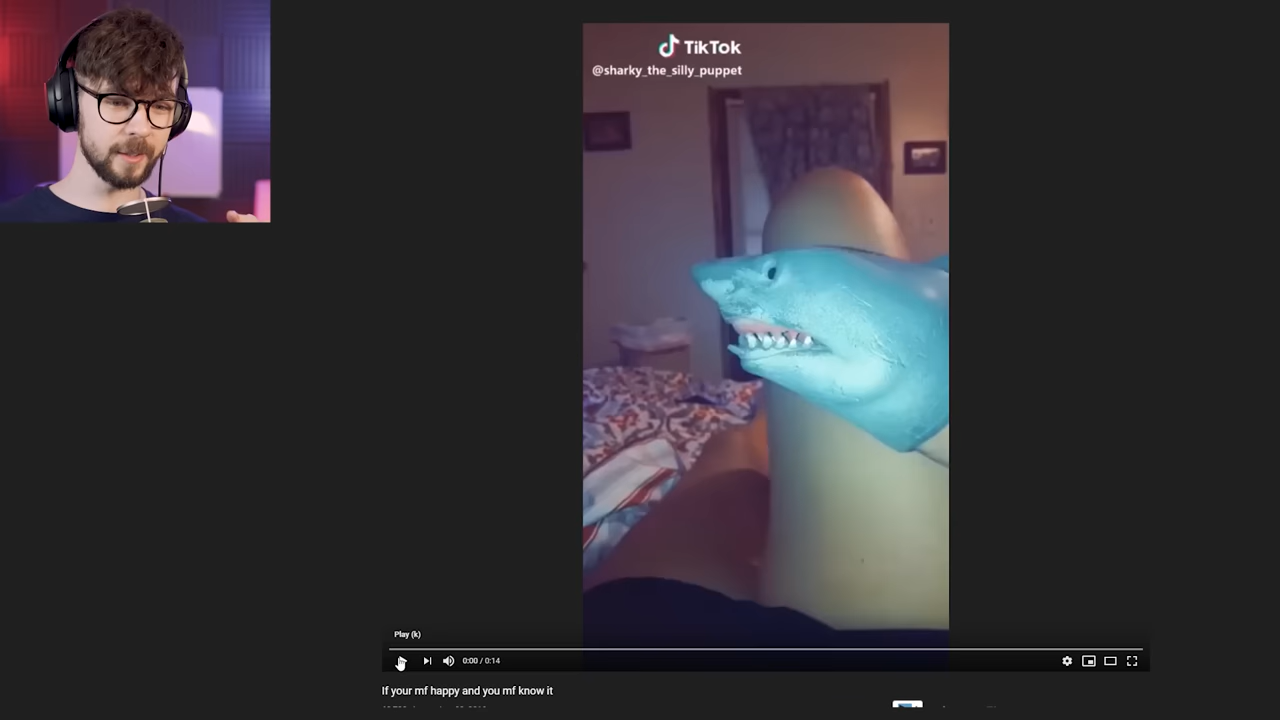 TikTok
@sharky_the_silly_puppet
Play (k)
0:00 / 0:14
If your mf happy and you mf know it